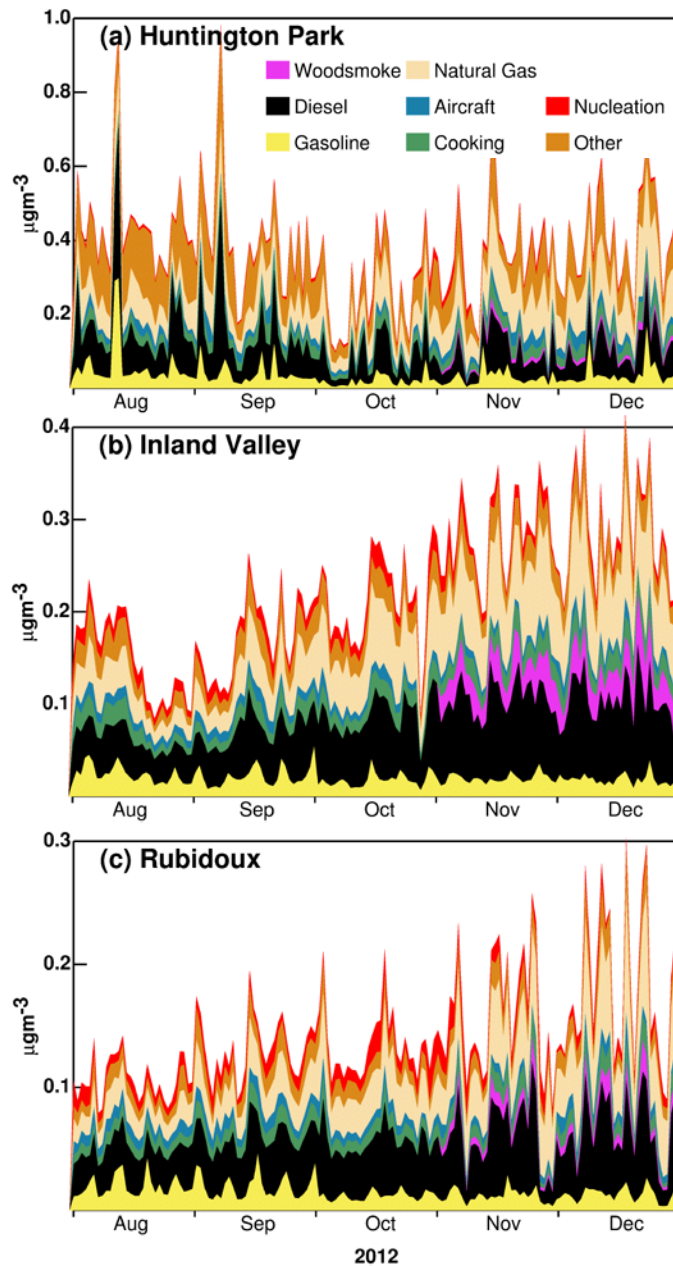 1.0
(a) Huntington Park
Woodsmoke Natural Gas
0.8
Diesel Aircraft Nucleation
Gasoline Cooking Other
0.6
μgm-3
0.4
0.2
Aug Sep Oct Nov Dec
0.4
(b) Inland Valley
0.3
μgm-3
0.2
0.1
Aug Sep Oct Nov Dec
0.3
(c) Rubidoux
0.2
μgm-3
0.1
Aug Sep Oct Nov Dec
2012